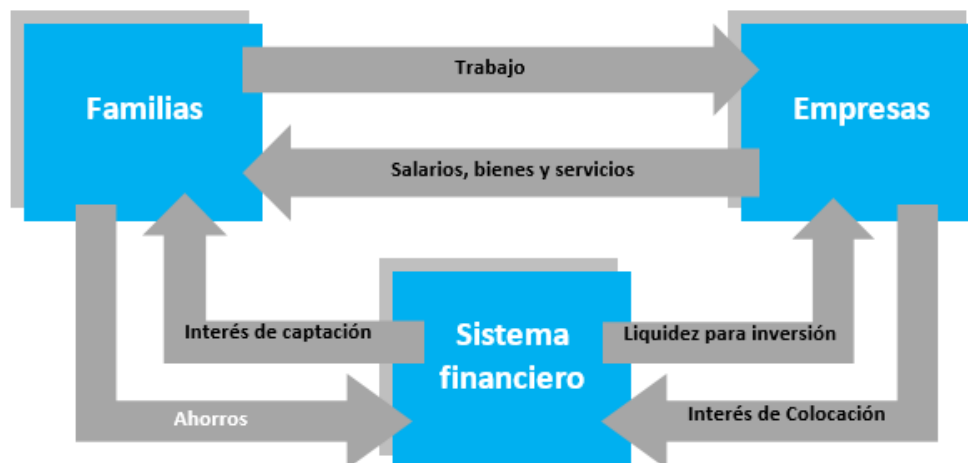 Trabajo
Familias
Empresas
Salarios, bienes y servicios
Interés de captación
Sistema
financiero
Liquidez para inversión
Ahorros
Interés de Colocación